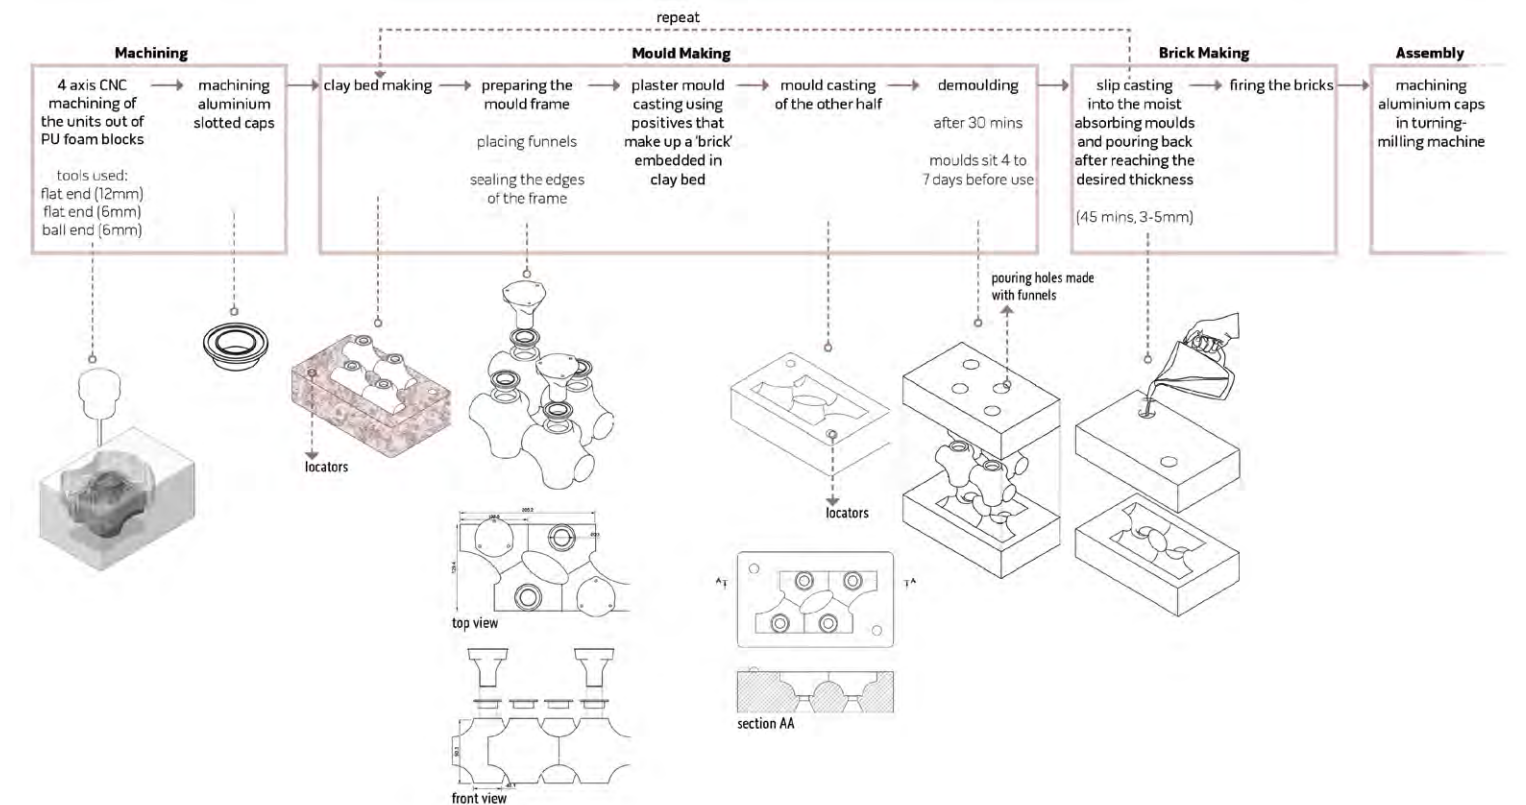 repeat
Machining
Mould Making
Brick Making
Assembly
4 axis CNC
machining of
the units out of
PU foam blocks
tools used:
flat end (12mm)
flat end (6mm)
ball end (6mm)
machining
aluminium
slotted caps
clay bed making
preparing the
mould frame
placing funnels
sealing the edges
of the frame
plaster mould
casting using
positives that
make up a 'brick'
embedded in
clay bed
mould casting
of the other half
demoulding
after 30 mins
moulds sit 4 to
7 days before use
slip casting
into the moist
absorbing moulds
and pouring back
after reaching the
desired thickness
(45 mins, 3-5mm)
firing the bricks
machining
aluminium caps
in turning-
milling machine
pouring holes made
with funnels
locators
locators
top view
A
A
section AA
front view